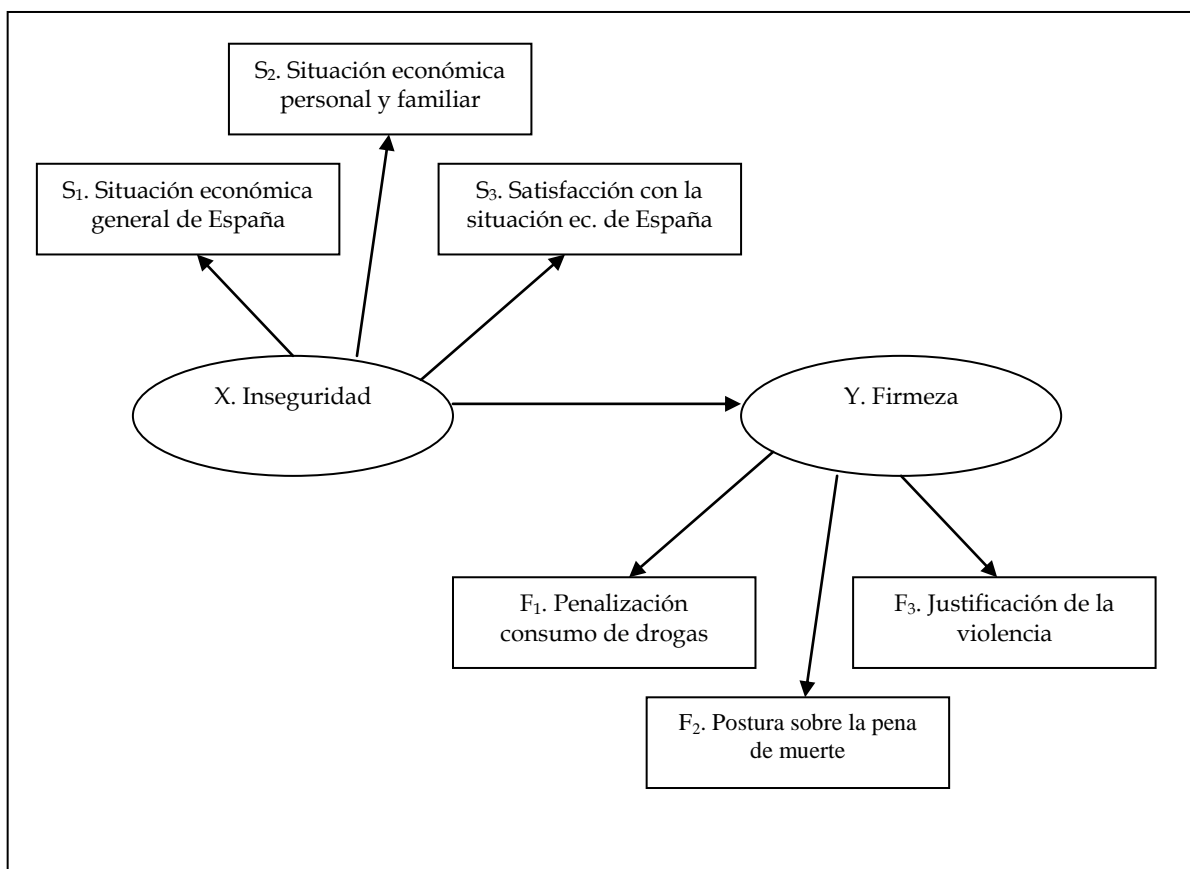 S₂. Situación económica
personal y familiar
S₁. Situación económica
general de España
S₃. Satisfacción con la
situación ec. de España
X. Inseguridad
Y. Firmeza
F₁. Penalización
consumo de drogas
F₃. Justificación de la
violencia
F₂. Postura sobre la pena
de muerte